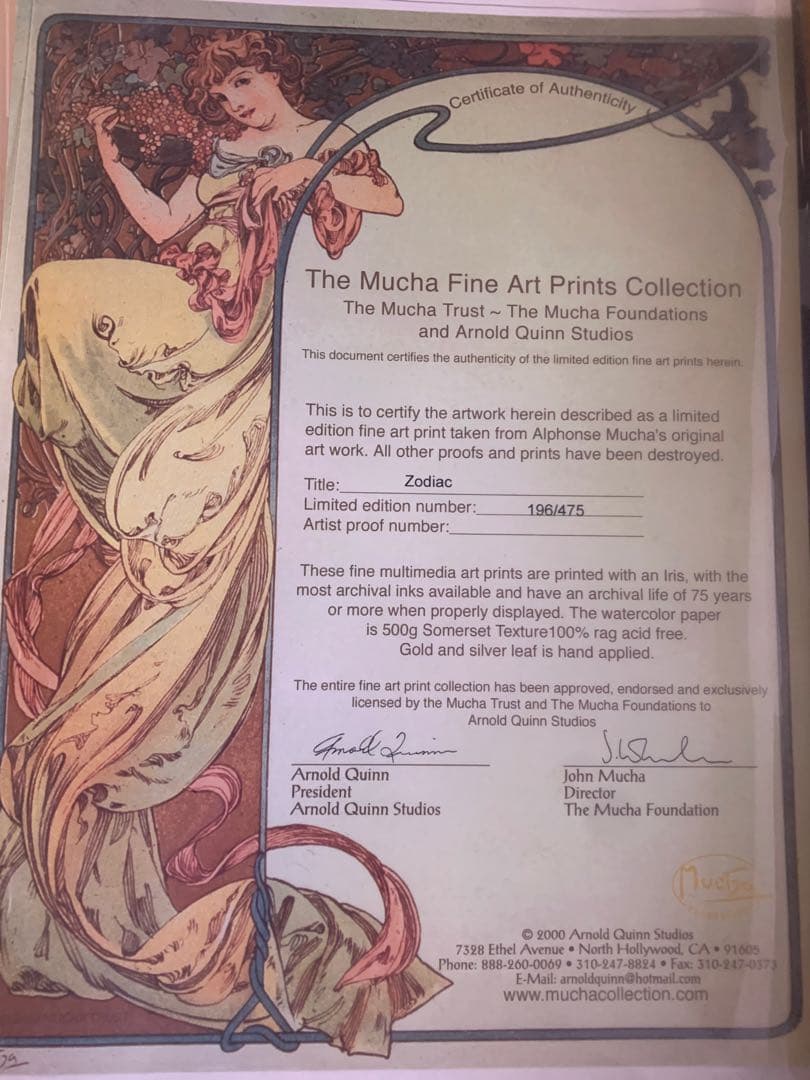 Certificate of Authenticity
The Mucha Fine Art Prints Collection
The Mucha Trust ~ The Mucha Foundations
and Arnold Quinn Studios
This document certifies the authenticity of the limited edition fine art prints herein.
This is to certify the artwork herein described as a limited
edition fine art print taken from Alphonse Mucha's original
art work. All other proofs and prints have been destroyed.
Title: Zodiac
Limited edition number: 196/475
Artist proof number:
These fine multimedia art prints are printed with an Iris, with the
most archival inks available and have an archival life of 75 years
or more when properly displayed. The watercolor paper
is 500g Somerset Texture100% rag acid free.
Gold and silver leaf is hand applied.
The entire fine art print collection has been approved, endorsed and exclusively
licensed by the Mucha Trust and The Mucha Foundations to
Arnold Quinn Studios
Arnold Quinn
Arnold Quinn John Mucha
President Director
Arnold Quinn Studios The Mucha Foundation
Mucha
© 2000 Arnold Quinn Studios
7328 Ethel Avenue • North Hollywood, CA • 91605
Phone: 888-260-0069 • 310-247-8824 • Fax: 310-247-0373
E-Mail: arnoldquinn@hotmail.com
www.muchacollection.com